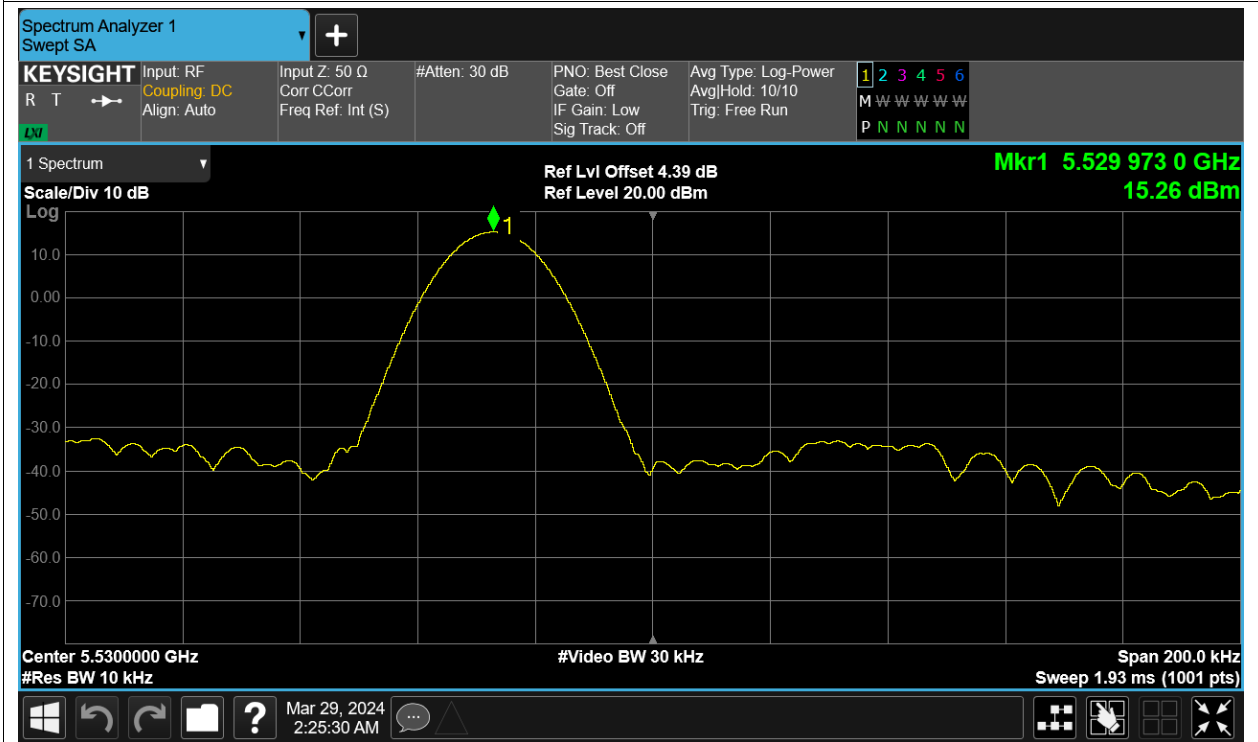 Spectrum Analyzer 1
Swept SA
+
KEYSIGHT
R T
LXI
Input: RF
Coupling: DC
Align: Auto
Input Z: 50 Ω
Corr CCorr
Freq Ref: Int (S)
#Atten: 30 dB
PNO: Best Close
Gate: Off
IF Gain: Low
Sig Track: Off
Avg Type: Log-Power
Avg|Hold: 10/10
Trig: Free Run
1 2 3 4 5 6
M W W W W W
P N N N N N
1 Spectrum
Scale/Div 10 dB
Log
Ref Lvl Offset 4.39 dB
Ref Level 20.00 dBm
Mkr1 5.529 973 0 GHz
15.26 dBm
1
10.0
0.00
-10.0
-20.0
-30.0
-40.0
-50.0
-60.0
-70.0
Center 5.5300000 GHz
#Res BW 10 kHz
#Video BW 30 kHz
Span 200.0 kHz
Sweep 1.93 ms (1001 pts)
?
Mar 29, 2024
2:25:30 AM